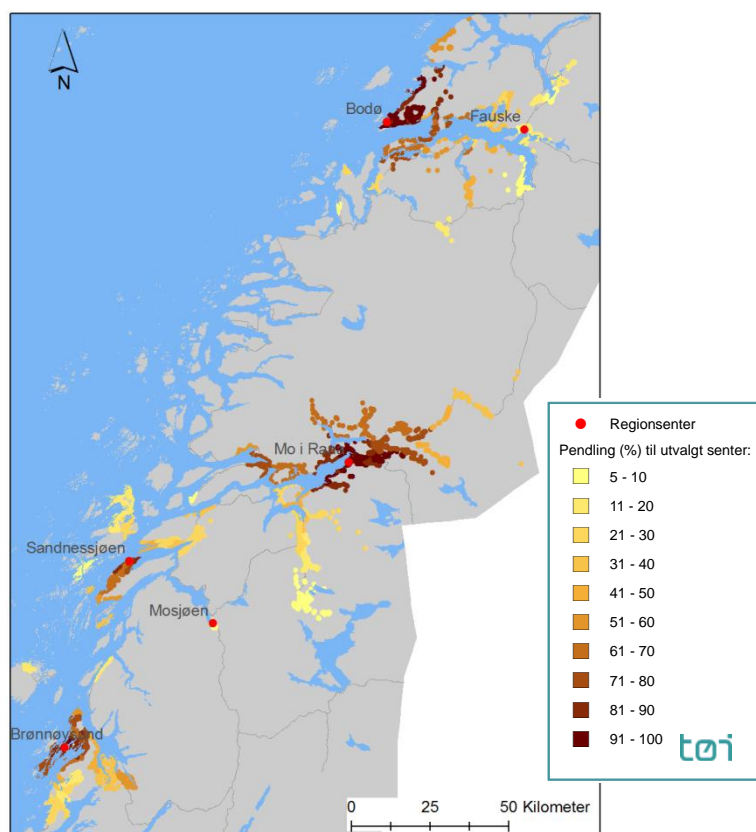 N
Bodø
Fauske
Mo i Rana
Sandnessjøen
Mosjøen
Brønnøysund
0 25 50 Kilometer
Regionsenter
Pendling (%) til utvalgt senter:
5 - 10
11 - 20
21 - 30
31 - 40
41 - 50
51 - 60
61 - 70
71 - 80
81 - 90
91 - 100
tøi